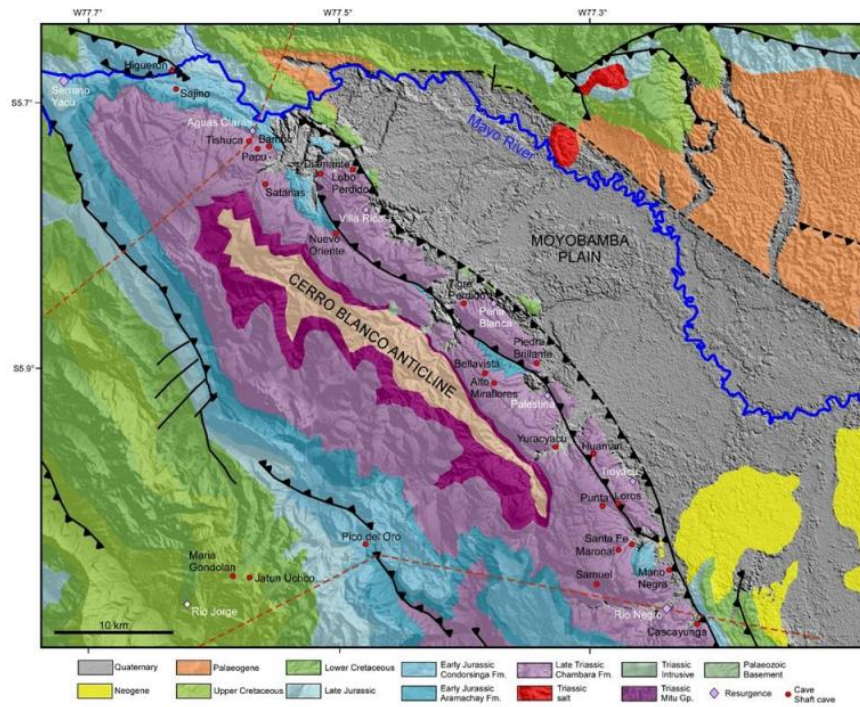 W77.7°
W77.5°
W77.3°
S5.7°
S5.9°
Higueron
Serrano
Yacu
Sajino
Aguas Claras
Tishuca
Bambu
Papu
Diamante
Lobo
Perdido
Satanas
Villa Rica
Nuevo
Oriente
Mayo River
MOYOBAMBA
PLAIN
Tigre
Perdido
Peña
Blanca
CERRO BLANCO ANTICLINE
Piedra
Brillante
Bellavista
Alto
Miraflores
Palestina
Yuracyacu
Huamari
Tioyacu
Punta
Loros
Pico del Oro
Santa Fe
Maronal
Maria
Gondolan
Jatun Uchco
Samuel
Mano
Negra
Rio Jorge
Rio Negro
Cascayunga
10 km
Quaternary
Palaeogene
Lower Cretaceous
Early Jurassic
Condorsinga Fm.
Late Triassic
Chambara Fm.
Triassic
Intrusive
Palaeozoic
Basement
Neogene
Upper Cretaceous
Late Jurassic
Early Jurassic
Aramachay Fm.
Triassic
salt
Triassic
Mitu Gp.
Resurgence
Cave
Shaft cave